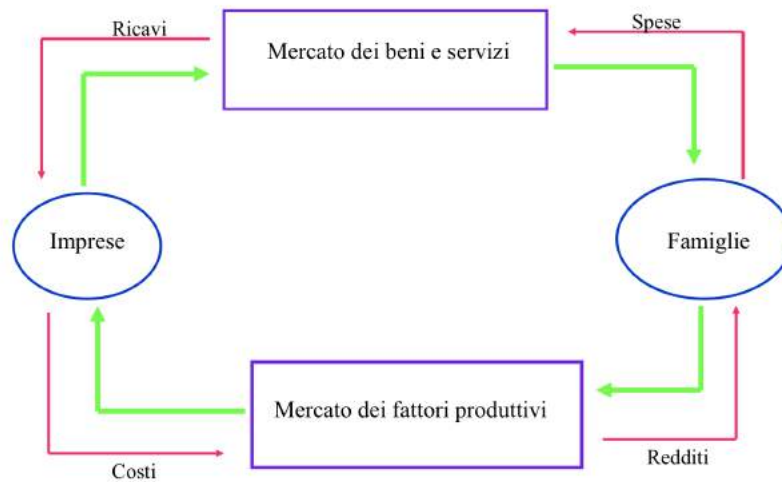 Ricavi
Spese
Mercato dei beni e servizi
Imprese
Famiglie
Mercato dei fattori produttivi
Costi
Redditi